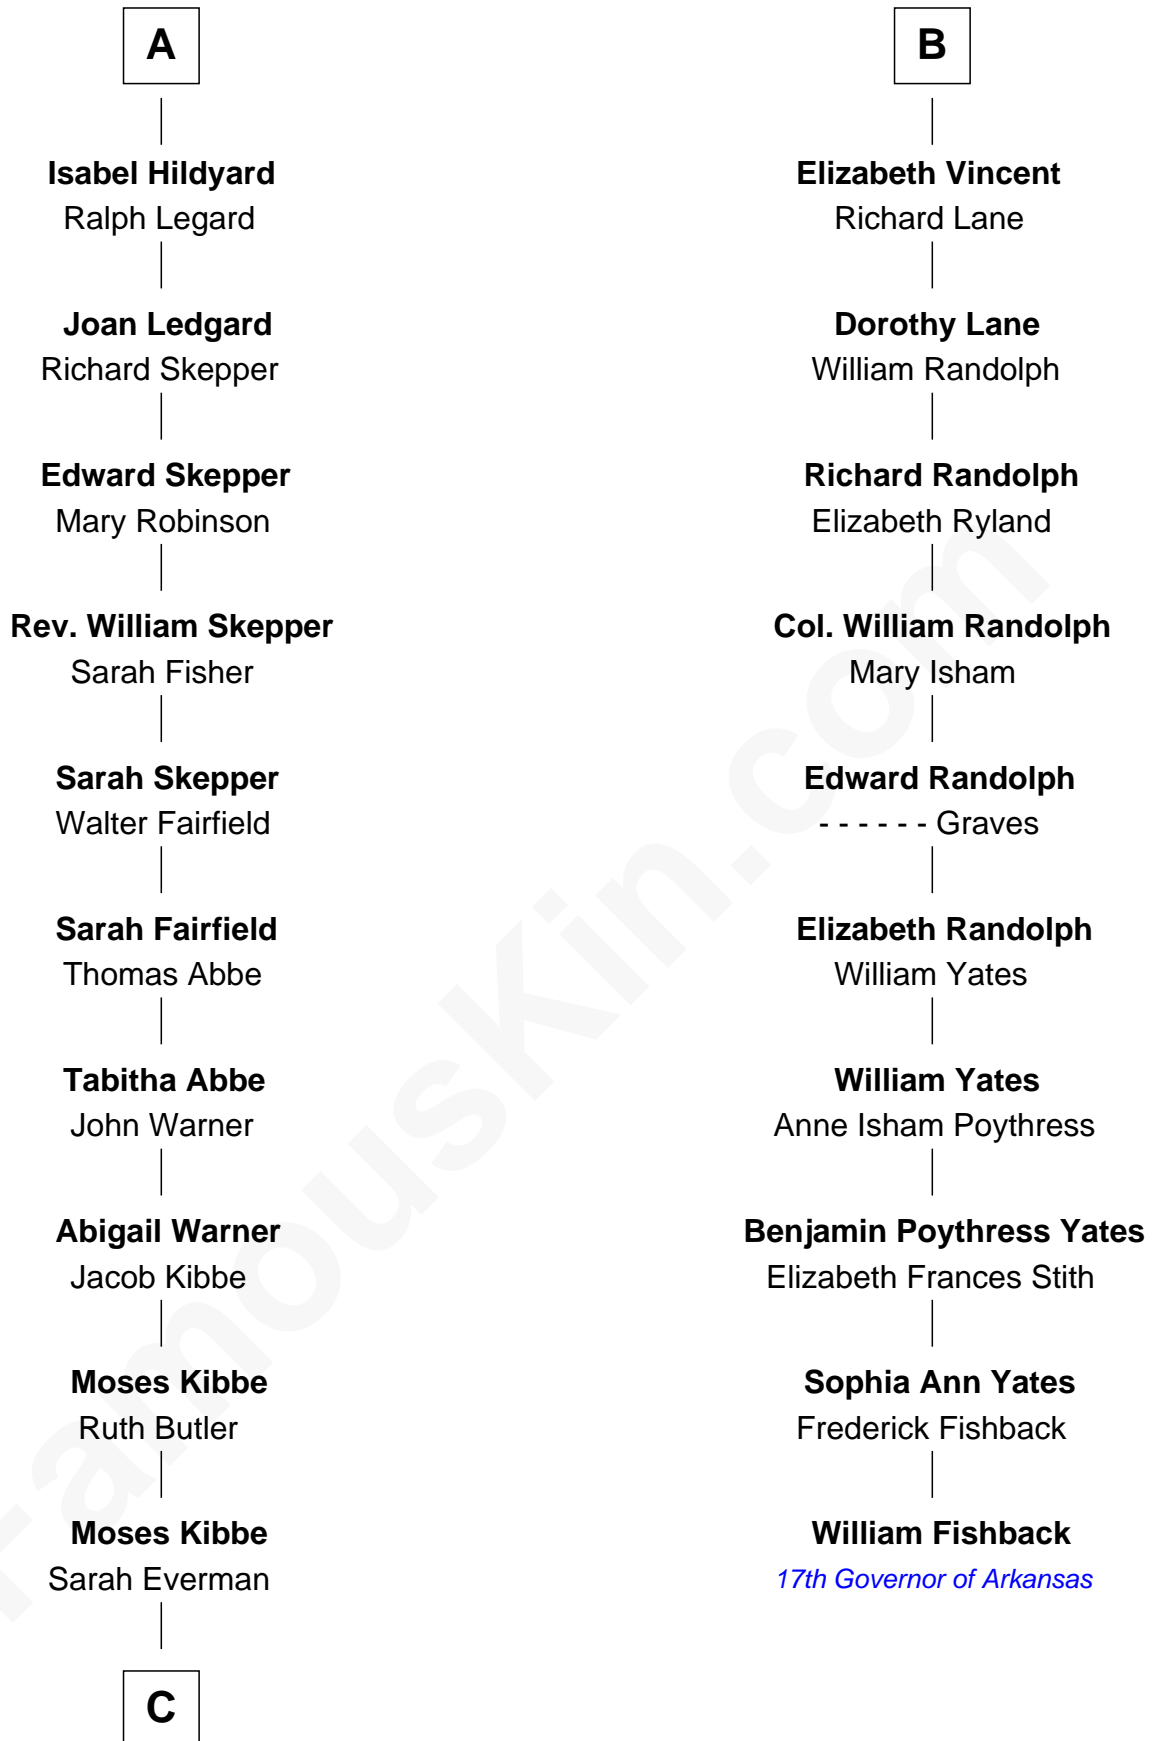 A
Isabel Hildyard
Ralph Legard
Joan Ledgard
Richard Skepper
Edward Skepper
Mary Robinson
Rev. William Skepper
Sarah Fisher
Sarah Skepper
Walter Fairfield
Sarah Fairfield
Thomas Abbe
Tabitha Abbe
John Warner
Abigail Warner
Jacob Kibbe
Moses Kibbe
Ruth Butler
Moses Kibbe
Sarah Everman
C
B
Elizabeth Vincent
Richard Lane
Dorothy Lane
William Randolph
Richard Randolph
Elizabeth Ryland
Col. William Randolph
Mary Isham
Edward Randolph
- - - - - - Graves
Elizabeth Randolph
William Yates
William Yates
Anne Isham Poythress
Benjamin Poythress Yates
Elizabeth Frances Stith
Sophia Ann Yates
Frederick Fishback
William Fishback
17th Governor of Arkansas
FamousKin.com